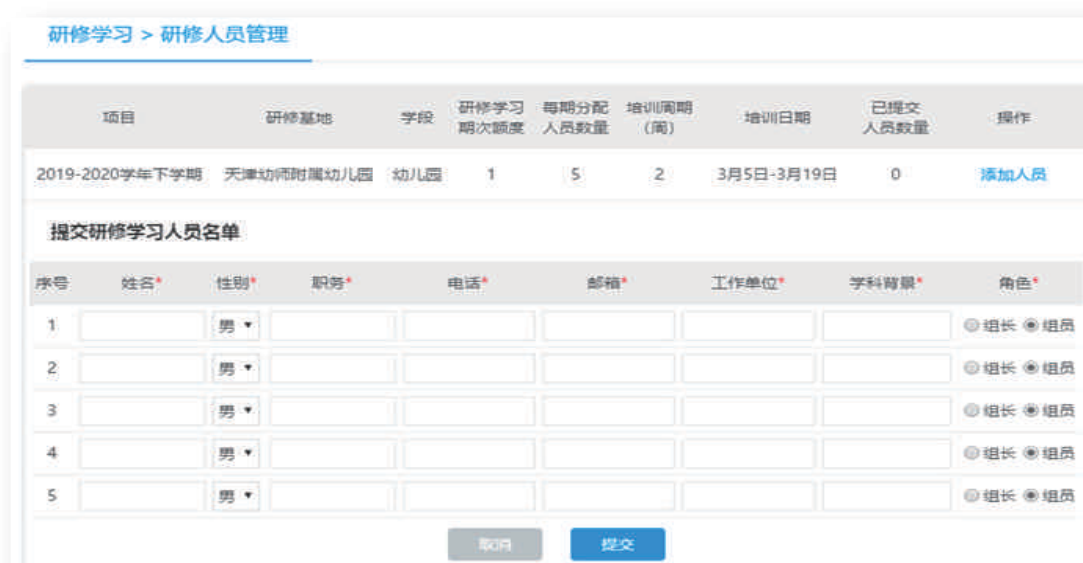 研修学习 > 研修人员管理
项目 研修基地 学段 研修学习期次额度 每期分配人员数量 培训周期（周） 培训日期 已提交人员数量 操作
2019-2020学年下学期 天津幼师附属幼儿园 幼儿园 1 5 2 3月5日-3月19日 0 添加人员
提交研修学习人员名单
序号 姓名* 性别* 职务* 电话* 邮箱* 工作单位* 学科背景* 角色*
1 男 组长 组员
2 男 组长 组员
3 男 组长 组员
4 男 组长 组员
5 男 组长 组员
取消 提交